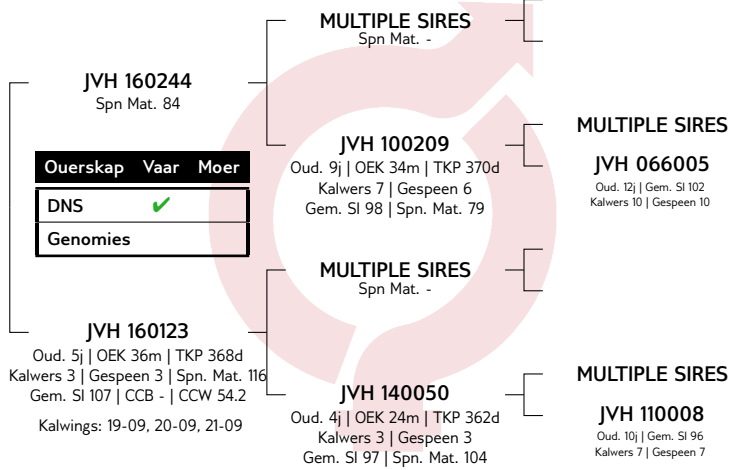 MULTIPLE SIRES
Spn Mat. -
JVH 160244
Spn Mat. 84
JVH 100209
Oud. 9j | OEK 34m | TKP 370d
Kalwers 7 | Gespeen 6
Gem. SI 98 | Spn. Mat. 79
MULTIPLE SIRES
JVH 066005
Oud. 12j | Gem. SI 102
Kalwers 10 | Gespeen 10
Ouerskap Vaar Moer
DNS ✔
Genomies
MULTIPLE SIRES
Spn Mat. -
JVH 160123
Oud. 5j | OEK 36m | TKP 368d
Kalwers 3 | Gespeen 3 | Spn. Mat. 116
Gem. SI 107 | CCB - | CCW 54.2
Kalwings: 19-09, 20-09, 21-09
JVH 140050
Oud. 4j | OEK 24m | TKP 362d
Kalwers 3 | Gespeen 3
Gem. SI 97 | Spn. Mat. 104
MULTIPLE SIRES
JVH 110008
Oud. 10j | Gem. SI 96
Kalwers 7 | Gespeen 7